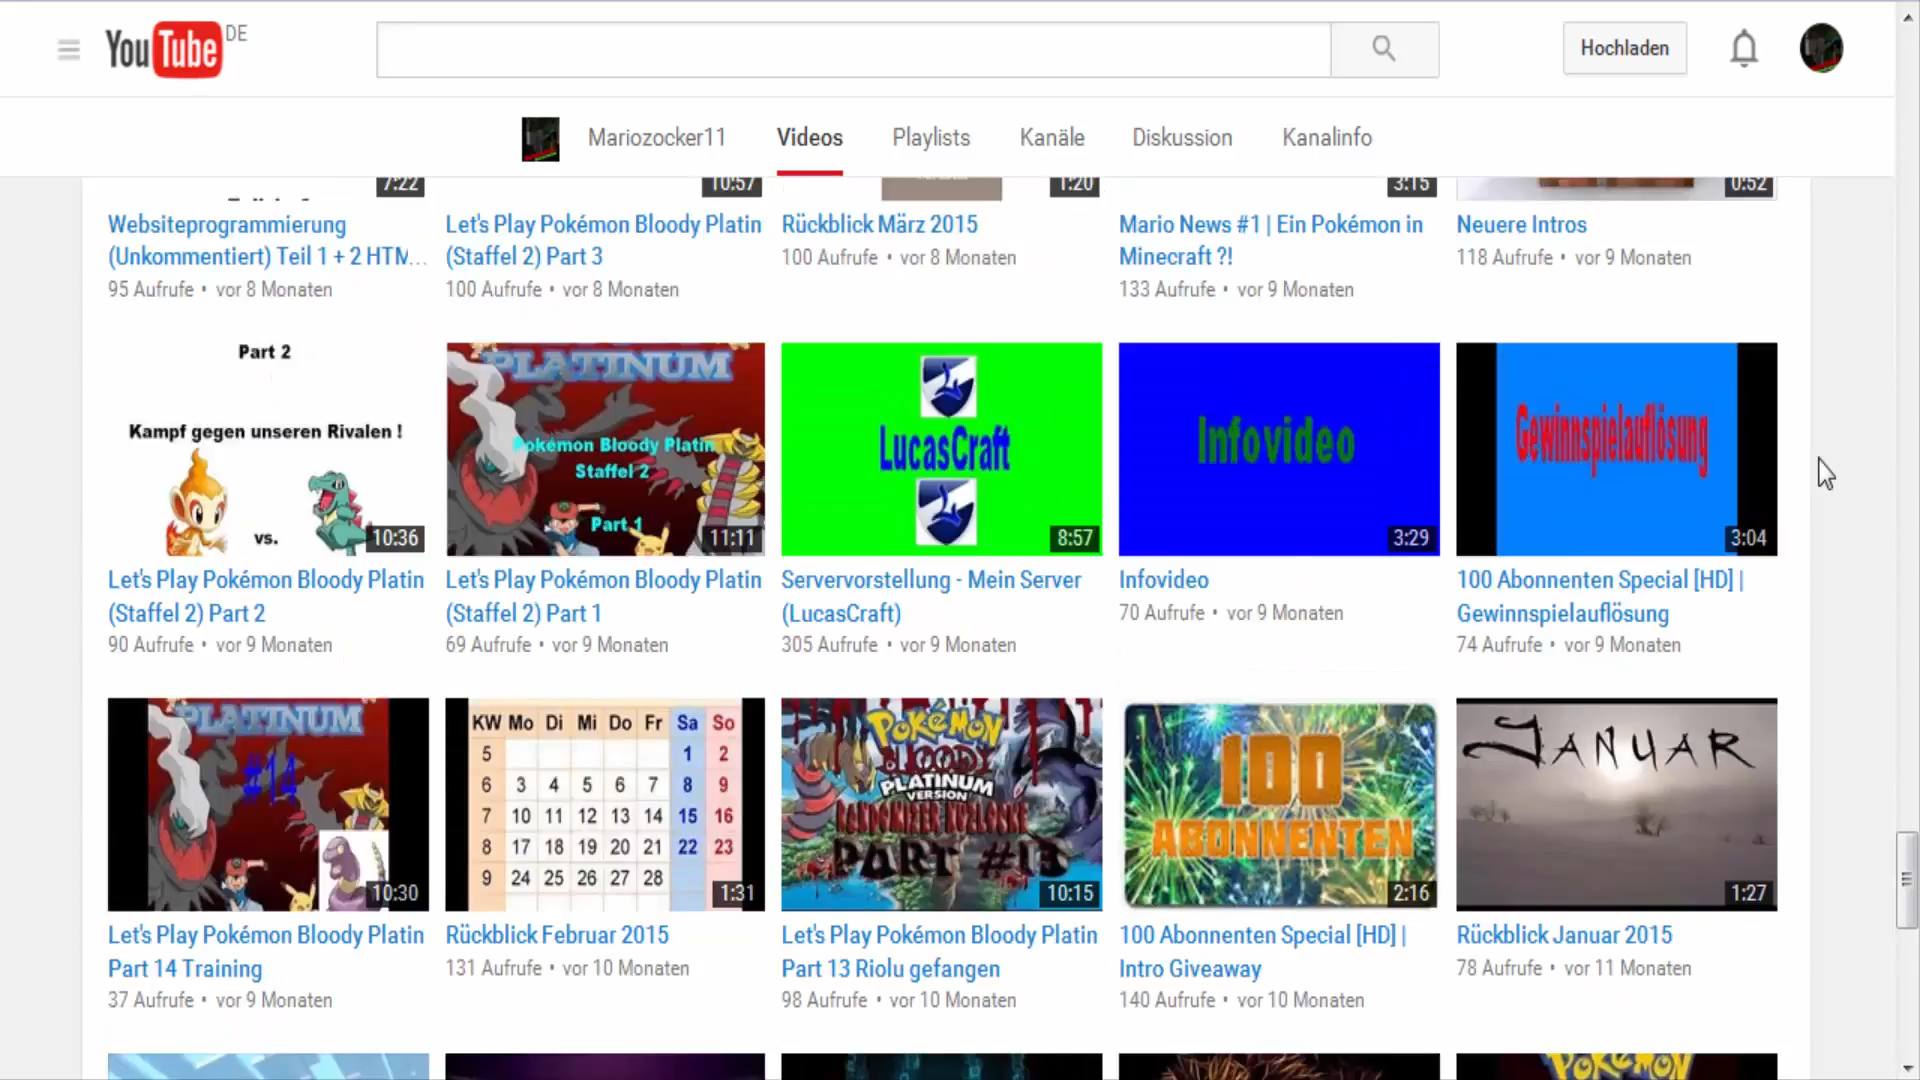 YouTube DE
Hochladen
Mariozocker11 Videos Playlists Kanäle Diskussion Kanalinfo
7:22 10:57 1:20 3:15 0:52
Websiteprogrammierung
(Unkommentiert) Teil 1 + 2 HTM...
95 Aufrufe • vor 8 Monaten
Let's Play Pokémon Bloody Platin
(Staffel 2) Part 3
100 Aufrufe • vor 8 Monaten
Rückblick März 2015
100 Aufrufe • vor 8 Monaten
Mario News #1 | Ein Pokémon in
Minecraft ?!
133 Aufrufe • vor 9 Monaten
Neuere Intros
118 Aufrufe • vor 9 Monaten
Part 2
Kampf gegen unseren Rivalen !
vs.
10:36
Let's Play Pokémon Bloody Platin
(Staffel 2) Part 2
90 Aufrufe • vor 9 Monaten
PLATINUM
Pokémon Bloody Platin
Staffel 2
Part 1
11:11
Let's Play Pokémon Bloody Platin
(Staffel 2) Part 1
69 Aufrufe • vor 9 Monaten
LucasCraft
8:57
Servervorstellung - Mein Server
(LucasCraft)
305 Aufrufe • vor 9 Monaten
Infovideo
3:29
Infovideo
70 Aufrufe • vor 9 Monaten
Gewinnspielauflösung
3:04
100 Abonnenten Special [HD] |
Gewinnspielauflösung
74 Aufrufe • vor 9 Monaten
PLATINUM
#14
10:30
Let's Play Pokémon Bloody Platin
Part 14 Training
37 Aufrufe • vor 9 Monaten
KW Mo Di Mi Do Fr Sa So
5 1 2
6 3 4 5 6 7 8 9
7 10 11 12 13 14 15 16
8 17 18 19 20 21 22 23
9 24 25 26 27 28
1:31
Rückblick Februar 2015
131 Aufrufe • vor 10 Monaten
POKéMON
BLOODY
PLATINUM
VERSION
RANDOMIZER NUZLOCKE
PART #13
10:15
Let's Play Pokémon Bloody Platin
Part 13 Riolu gefangen
98 Aufrufe • vor 10 Monaten
100
ABONNENTEN
2:16
100 Abonnenten Special [HD] |
Intro Giveaway
140 Aufrufe • vor 10 Monaten
JANUAR
1:27
Rückblick Januar 2015
78 Aufrufe • vor 11 Monaten
POKéMON